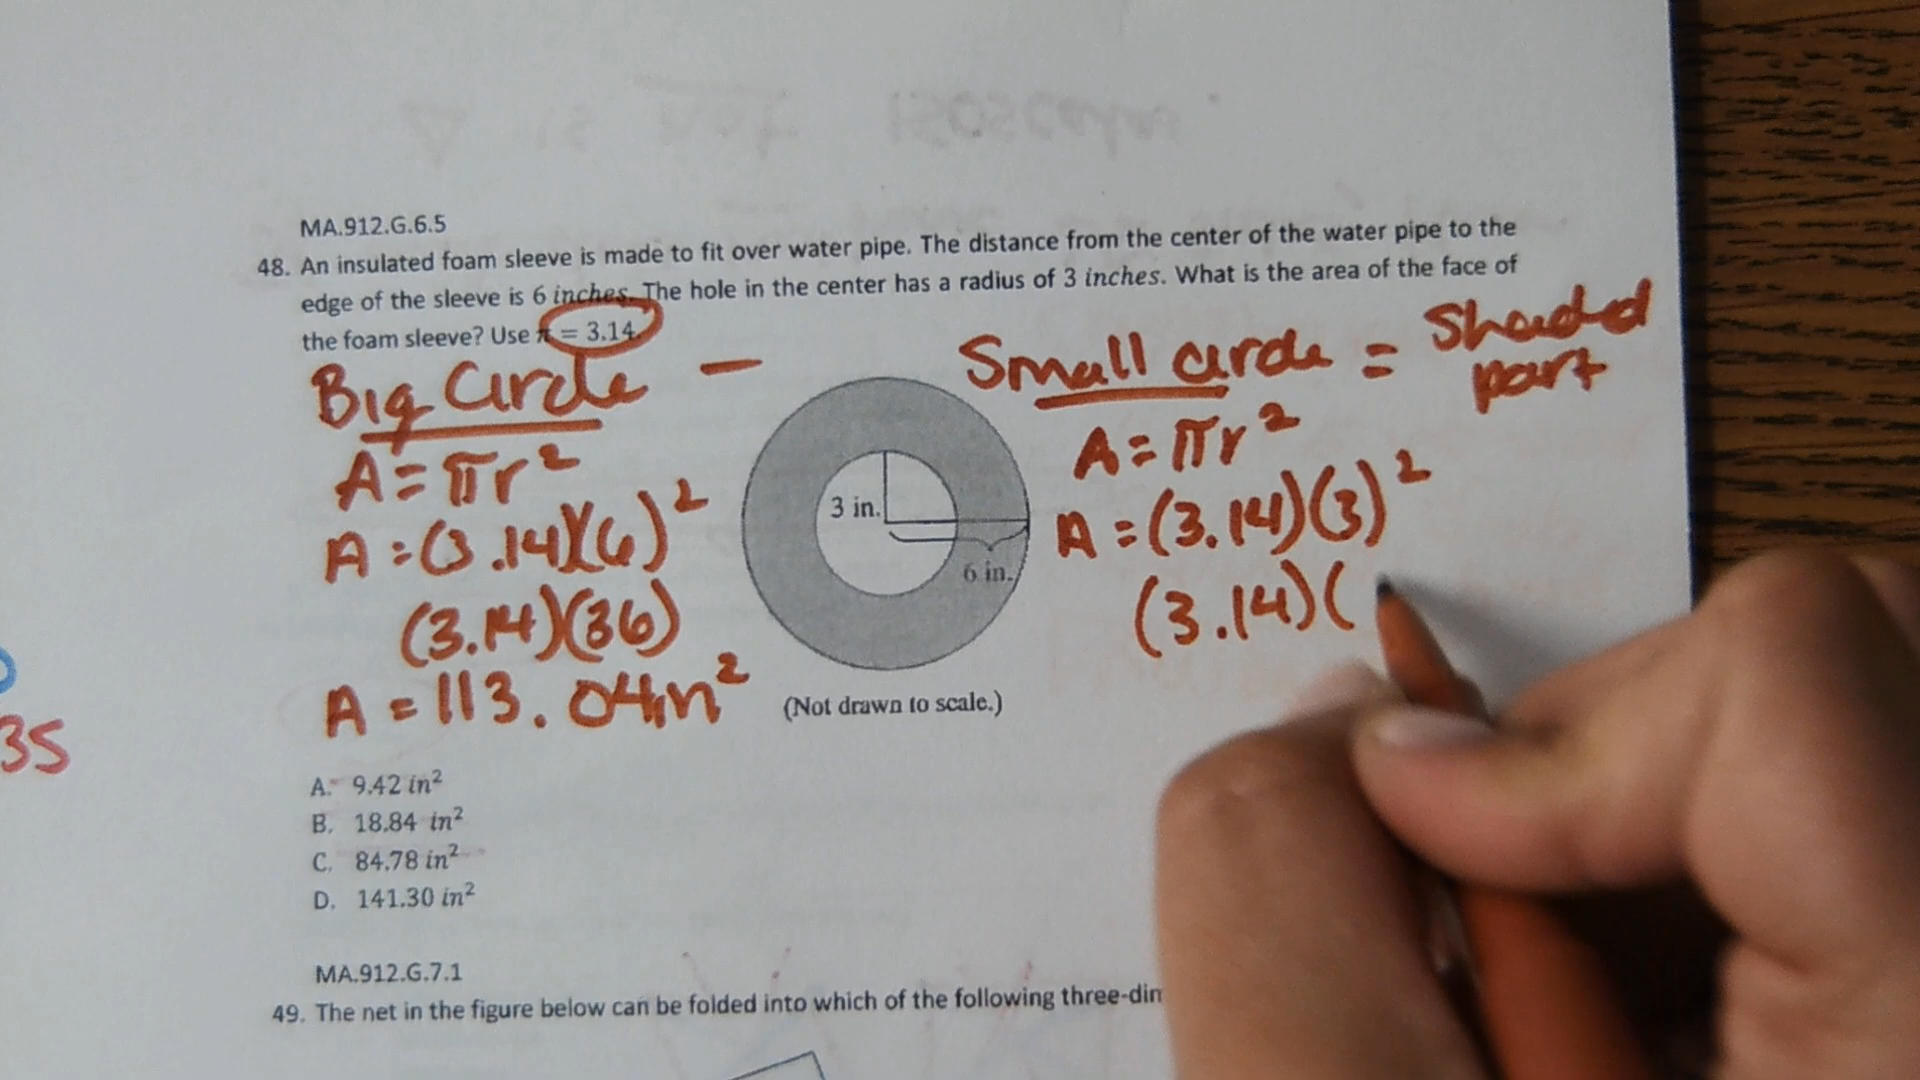 MA.912.G.6.5
48. An insulated foam sleeve is made to fit over water pipe. The distance from the center of the water pipe to the
edge of the sleeve is 6 inches. The hole in the center has a radius of 3 inches. What is the area of the face of
the foam sleeve? Use π = 3.14.
Big Circle — Small circle = Shaded part
A = πr²
A = (3.14)(6)²
(3.14)(36)
A = 113.04in²
3 in.
6 in.
(Not drawn to scale.)
A = πr²
A = (3.14)(3)²
(3.14)(
35
A. 9.42 in²
B. 18.84 in²
C. 84.78 in²
D. 141.30 in²
MA.912.G.7.1
49. The net in the figure below can be folded into which of the following three-dim